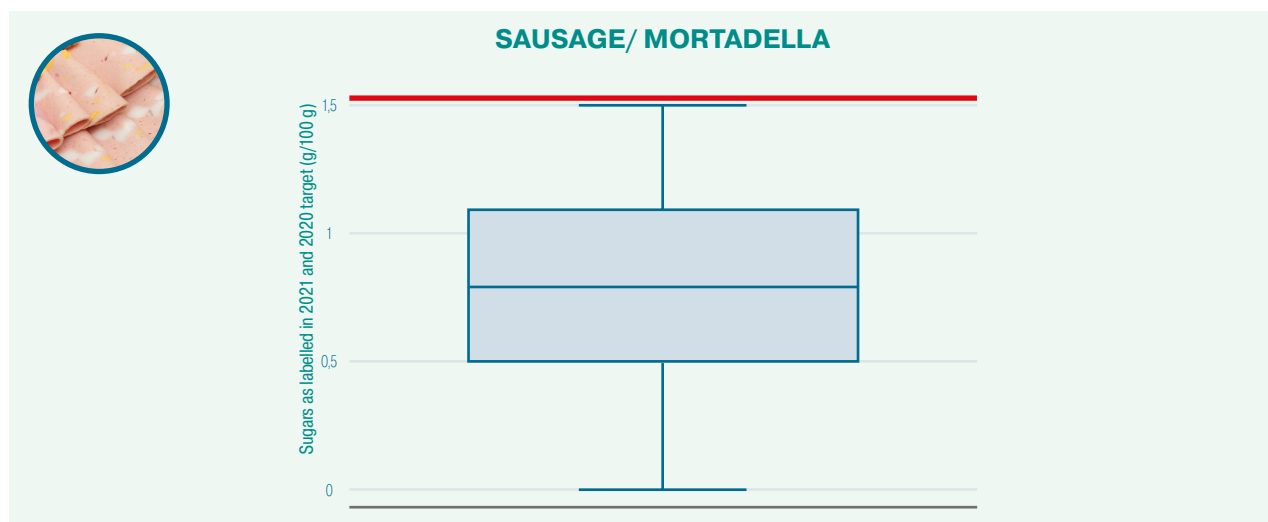 SAUSAGE/ MORTADELLA
Sugars as labelled in 2021 and 2020 target (g/100 g)
1,5
1
0,5
0